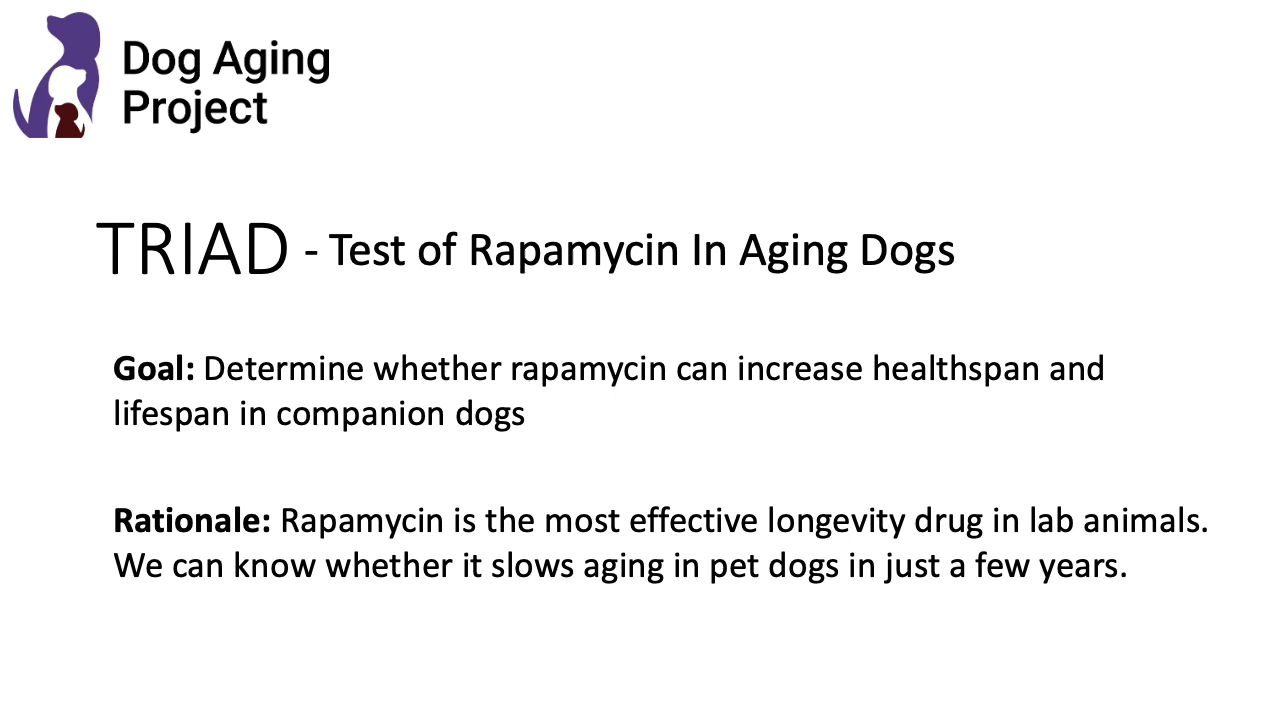 Dog Aging
Project
TRIAD - Test of Rapamycin In Aging Dogs
Goal: Determine whether rapamycin can increase healthspan and
lifespan in companion dogs
Rationale: Rapamycin is the most effective longevity drug in lab animals.
We can know whether it slows aging in pet dogs in just a few years.